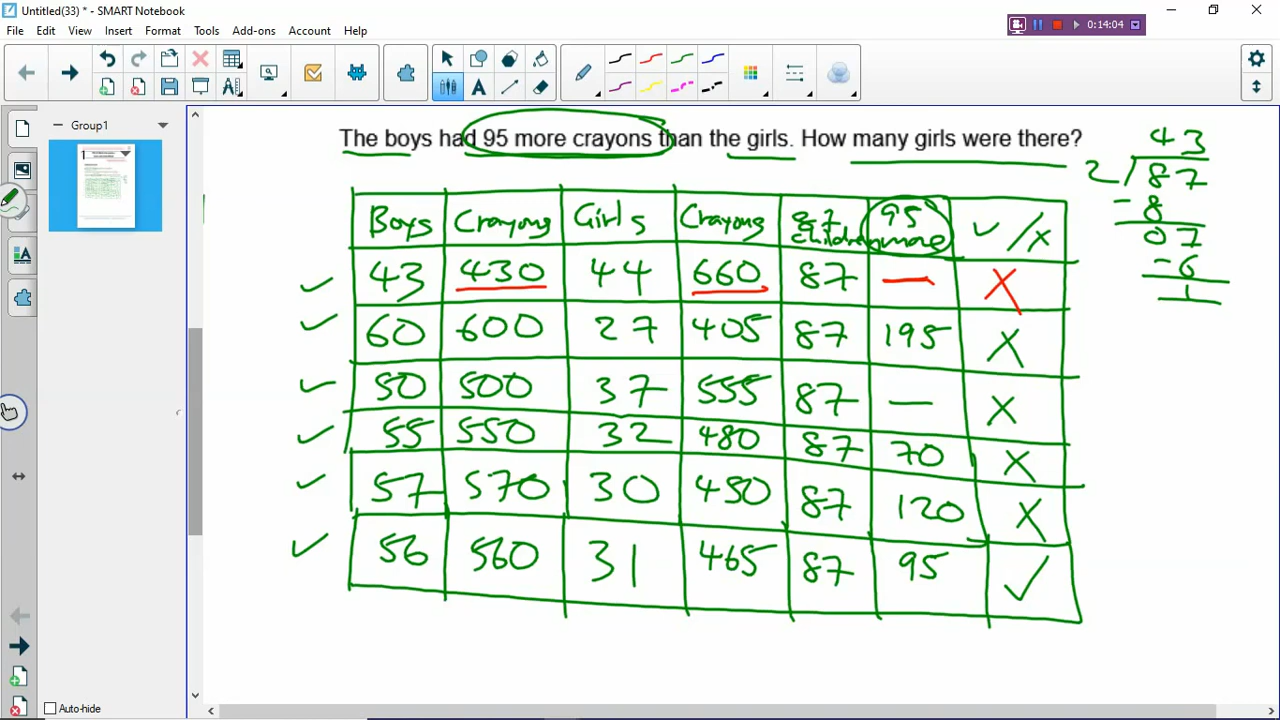 Untitled(33) * - SMART Notebook
14:04
File Edit View Insert Format Tools Add-ons Account Help
Group1
1
The boys had 95 more crayons than the girls. How many girls were there?
43
2 87
- 8
07
- 6
1
Boys Crayons Girls Crayons 87 children 95 more ✓/x
✓ 43 430 44 660 87 — X
✓ 60 600 27 405 87 195 X
✓ 50 500 37 555 87 — X
✓ 55 550 32 480 87 70 X
✓ 57 570 30 450 87 120 X
✓ 56 560 31 465 87 95 ✓
Auto-hide